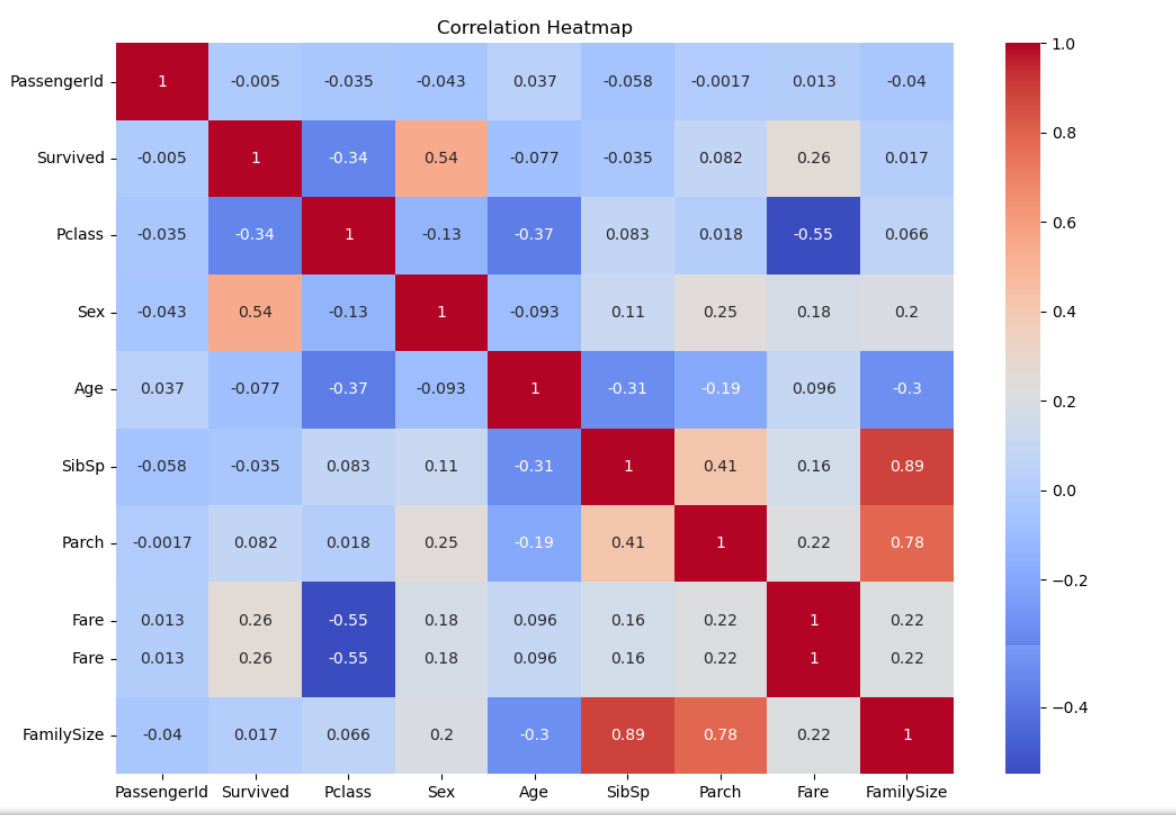 Correlation Heatmap
PassengerId 1 -0.005 -0.035 -0.043 0.037 -0.058 -0.0017 0.013 -0.04
Survived -0.005 1 -0.34 0.54 -0.077 -0.035 0.082 0.26 0.017
Pclass -0.035 -0.34 1 -0.13 -0.37 0.083 0.018 -0.55 0.066
Sex -0.043 0.54 -0.13 1 -0.093 0.11 0.25 0.18 0.2
Age 0.037 -0.077 -0.37 -0.093 1 -0.31 -0.19 0.096 -0.3
SibSp -0.058 -0.035 0.083 0.11 -0.31 1 0.41 0.16 0.89
Parch -0.0017 0.082 0.018 0.25 -0.19 0.41 1 0.22 0.78
Fare 0.013 0.26 -0.55 0.18 0.096 0.16 0.22 1 0.22
Fare 0.013 0.26 -0.55 0.18 0.096 0.16 0.22 1 0.22
FamilySize -0.04 0.017 0.066 0.2 -0.3 0.89 0.78 0.22 1
PassengerId Survived Pclass Sex Age SibSp Parch Fare FamilySize
1.0
0.8
0.6
0.4
0.2
0.0
−0.2
−0.4